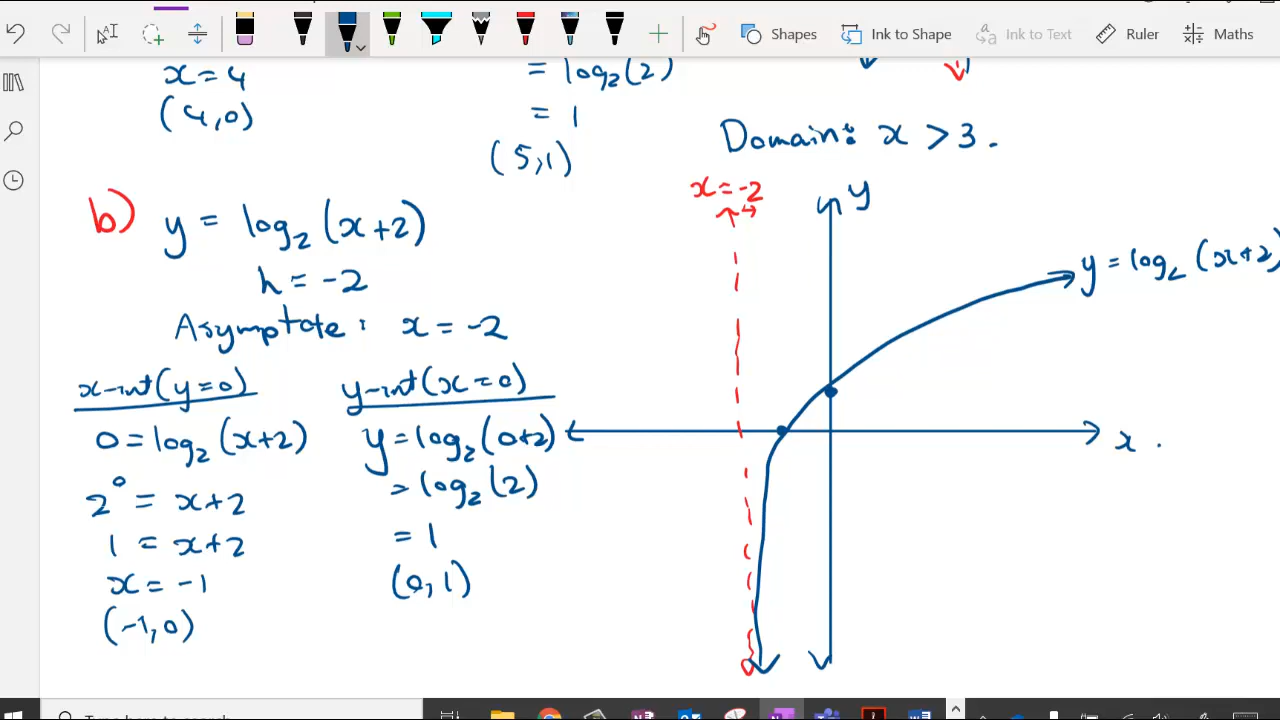 Shapes
Ink to Shape
Ink to Text
Ruler
Maths
x = 4
(4,0)
= log₂(2)
= 1
(5,1)
Domain: x > 3.
b) y = log₂(x+2)
h = -2
Asymptote: x = -2
x-int(y=0)
0 = log₂(x+2)
2⁰ = x+2
1 = x+2
x = -1
(-1,0)
y-int(x=0)
y = log₂(0+2)
= log₂(2)
= 1
(0,1)
x = -2
y
y = log₂(x+2)
x